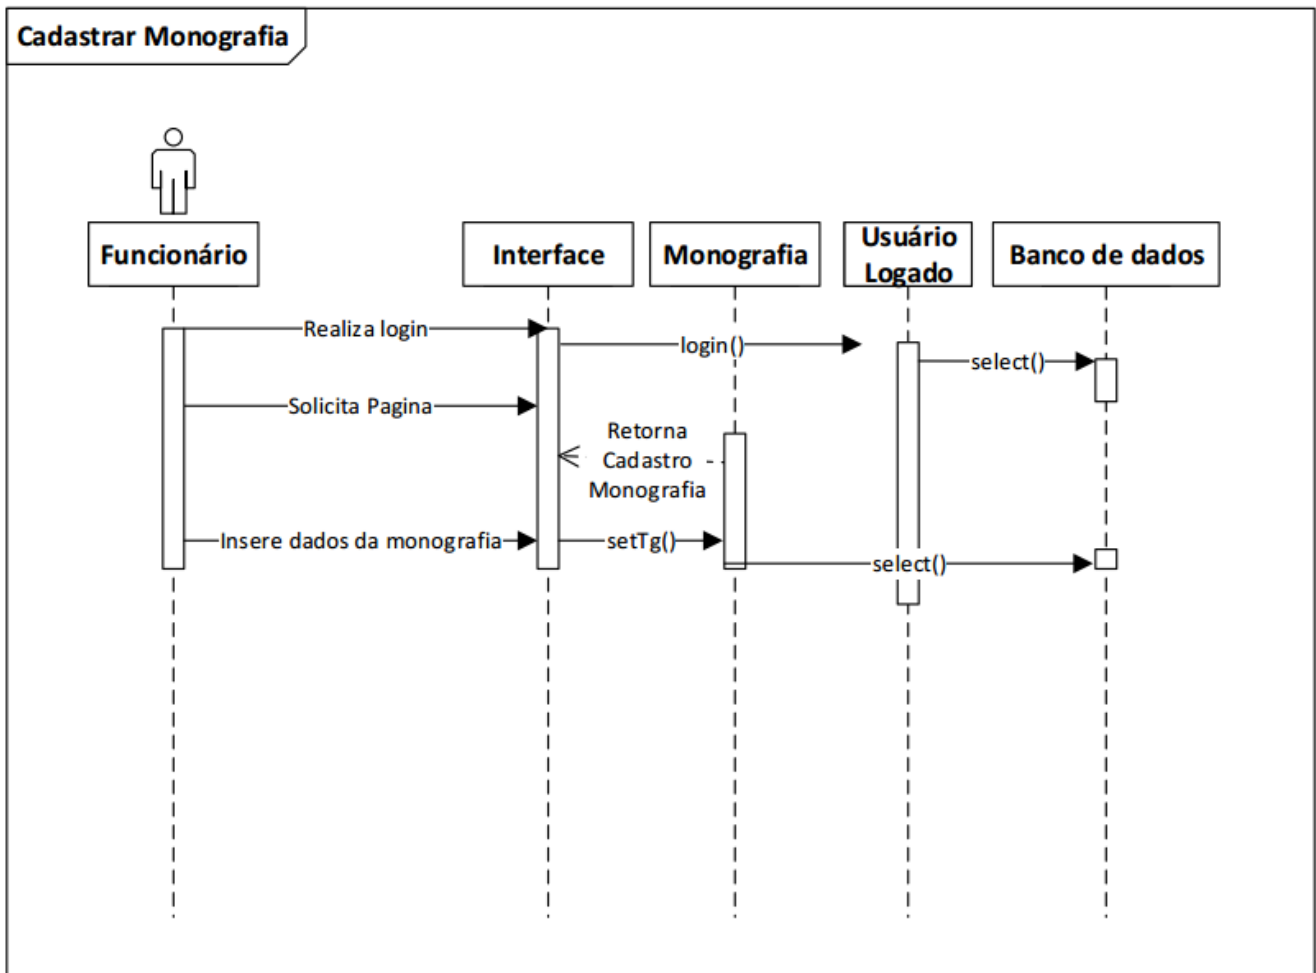 Cadastrar Monografia
Funcionário
Interface
Monografia
Usuário
Logado
Banco de dados
Realiza login
login()
select()
Solicita Pagina
Retorna
Cadastro
Monografia
Insere dados da monografia
setTg()
select()